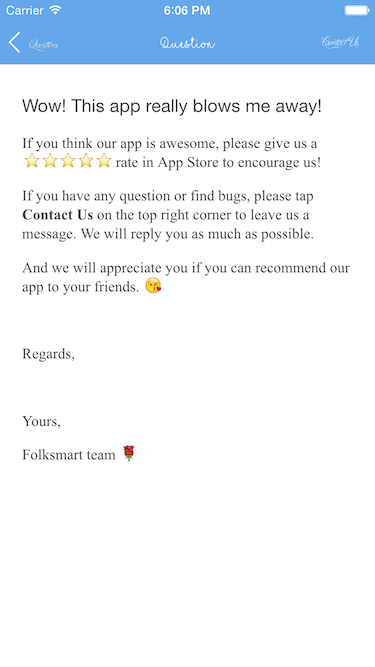 Carrier 6:06 PM
Questions Question Contact Us
Wow! This app really blows me away!
If you think our app is awesome, please give us a
⭐⭐⭐⭐⭐ rate in App Store to encourage us!
If you have any question or find bugs, please tap
Contact Us on the top right corner to leave us a
message. We will reply you as much as possible.
And we will appreciate you if you can recommend our
app to your friends. 😘
Regards,
Yours,
Folksmart team 🌹